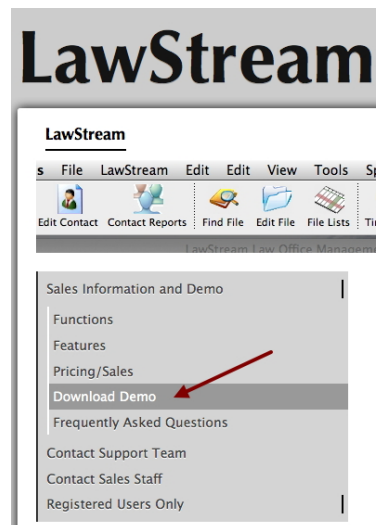 LawStream
LawStream
s File LawStream Edit Edit View Tools Sp
Edit Contact Contact Reports Find File Edit File File Lists Ti
LawStream Law Office Manageme
Sales Information and Demo
Functions
Features
Pricing/Sales
Download Demo
Frequently Asked Questions
Contact Support Team
Contact Sales Staff
Registered Users Only